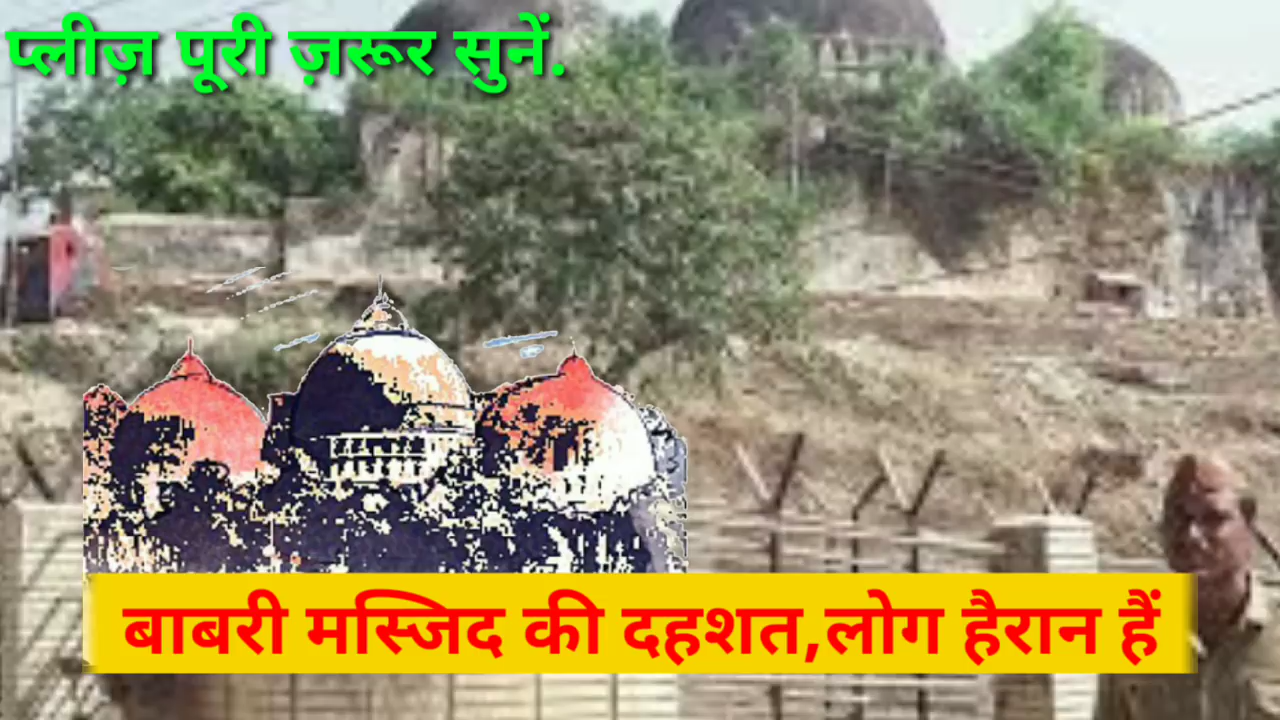 प्लीज़ पूरी ज़रूर सुनें.
बाबरी मस्जिद की दहशत,लोग हैरान हैं